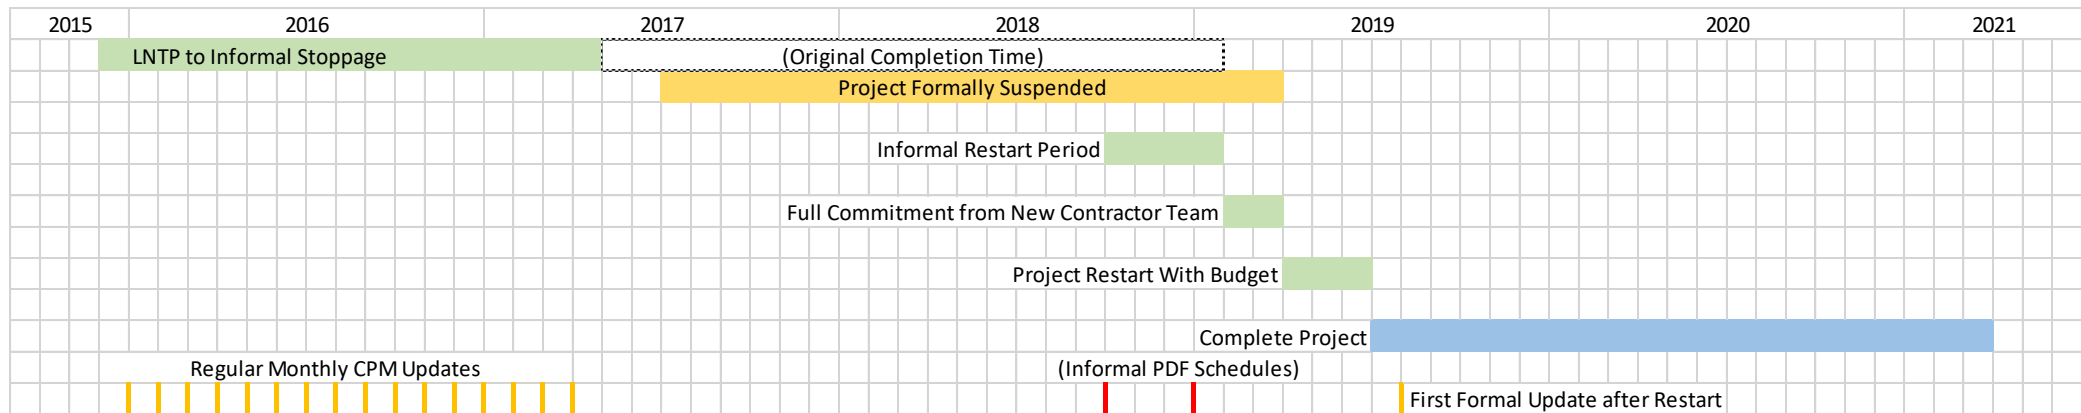 2015 2016 2017 2018 2019 2020 2021
LNTP to Informal Stoppage (Original Completion Time)
Project Formally Suspended
Informal Restart Period
Full Commitment from New Contractor Team
Project Restart With Budget
Complete Project
Regular Monthly CPM Updates (Informal PDF Schedules)
First Formal Update after Restart